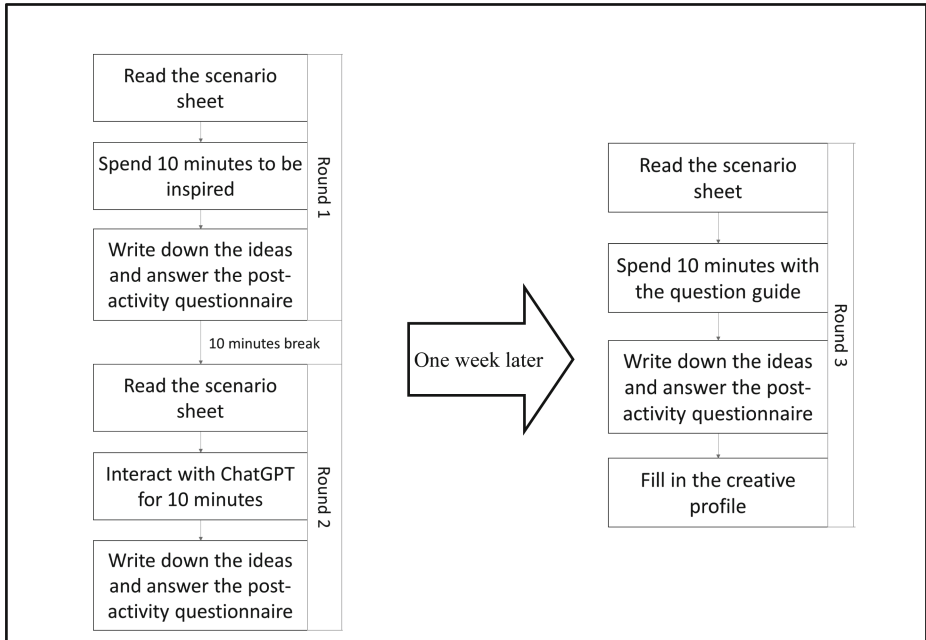 Read the scenario
sheet
Spend 10 minutes to be
inspired
Write down the ideas
and answer the post-
activity questionnaire
Round 1
10 minutes break
Read the scenario
sheet
Interact with ChatGPT
for 10 minutes
Write down the ideas
and answer the post-
activity questionnaire
Round 2
One week later
Read the scenario
sheet
Spend 10 minutes with
the question guide
Write down the ideas
and answer the post-
activity questionnaire
Fill in the creative
profile
Round 3